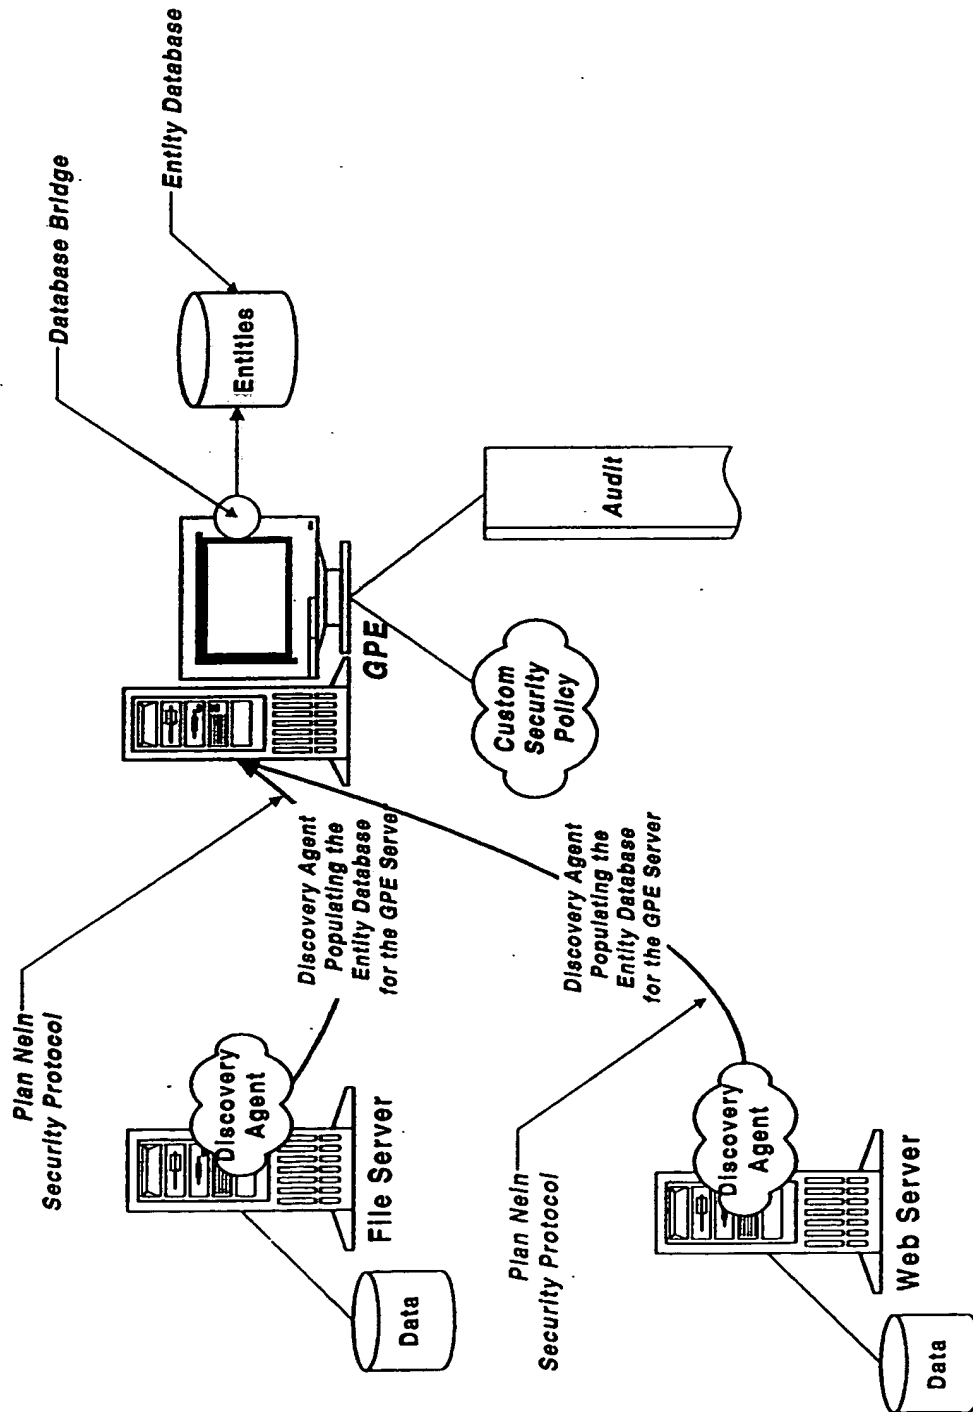 Plan Nein
Security Protocol
Database Bridge
Entity Database
Discovery
Agent
File Server
Data
Discovery Agent
Populating the
Entity Database
for the GPE Server
GPE
Entities
Custom
Security
Policy
Audit
Plan Nein
Security Protocol
Discovery Agent
Populating the
Entity Database
for the GPE Server
Discovery
Agent
Web Server
Data